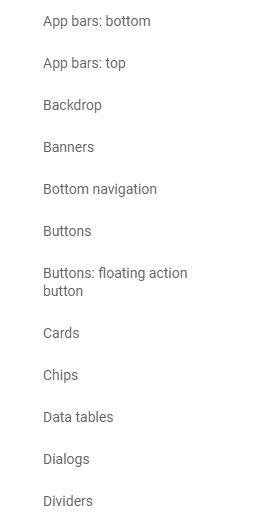 App bars: bottom
App bars: top
Backdrop
Banners
Bottom navigation
Buttons
Buttons: floating action
button
Cards
Chips
Data tables
Dialogs
Dividers